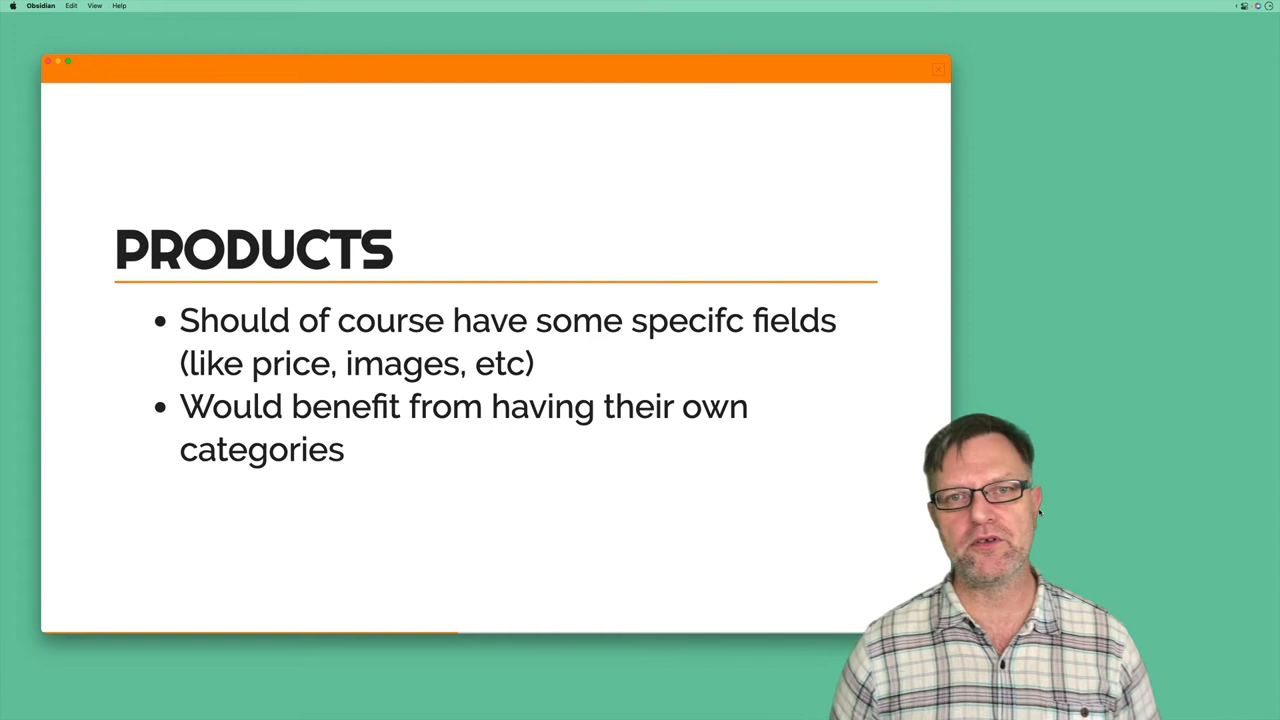 Obsidian Edit View Help
PRODUCTS
• Should of course have some specifc fields
(like price, images, etc)
• Would benefit from having their own
categories